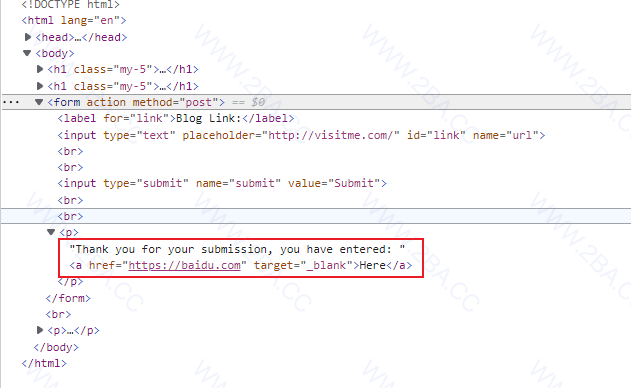 <!DOCTYPE html>
<html lang="en">
<head>…</head>
<body>
<h1 class="my-5">…</h1>
<h1 class="my-5">…</h1>
<form action method="post"> == $0
<label for="link">Blog Link:</label>
<input type="text" placeholder="http://visitme.com/" id="link" name="url">
<br>
<br>
<input type="submit" name="submit" value="Submit">
<br>
<br>
<p>
"Thank you for your submission, you have entered: "
<a href="https://baidu.com" target="_blank">Here</a>
</p>
</form>
<br>
<p>…</p>
</body>
</html>
WWW.2BA.CC